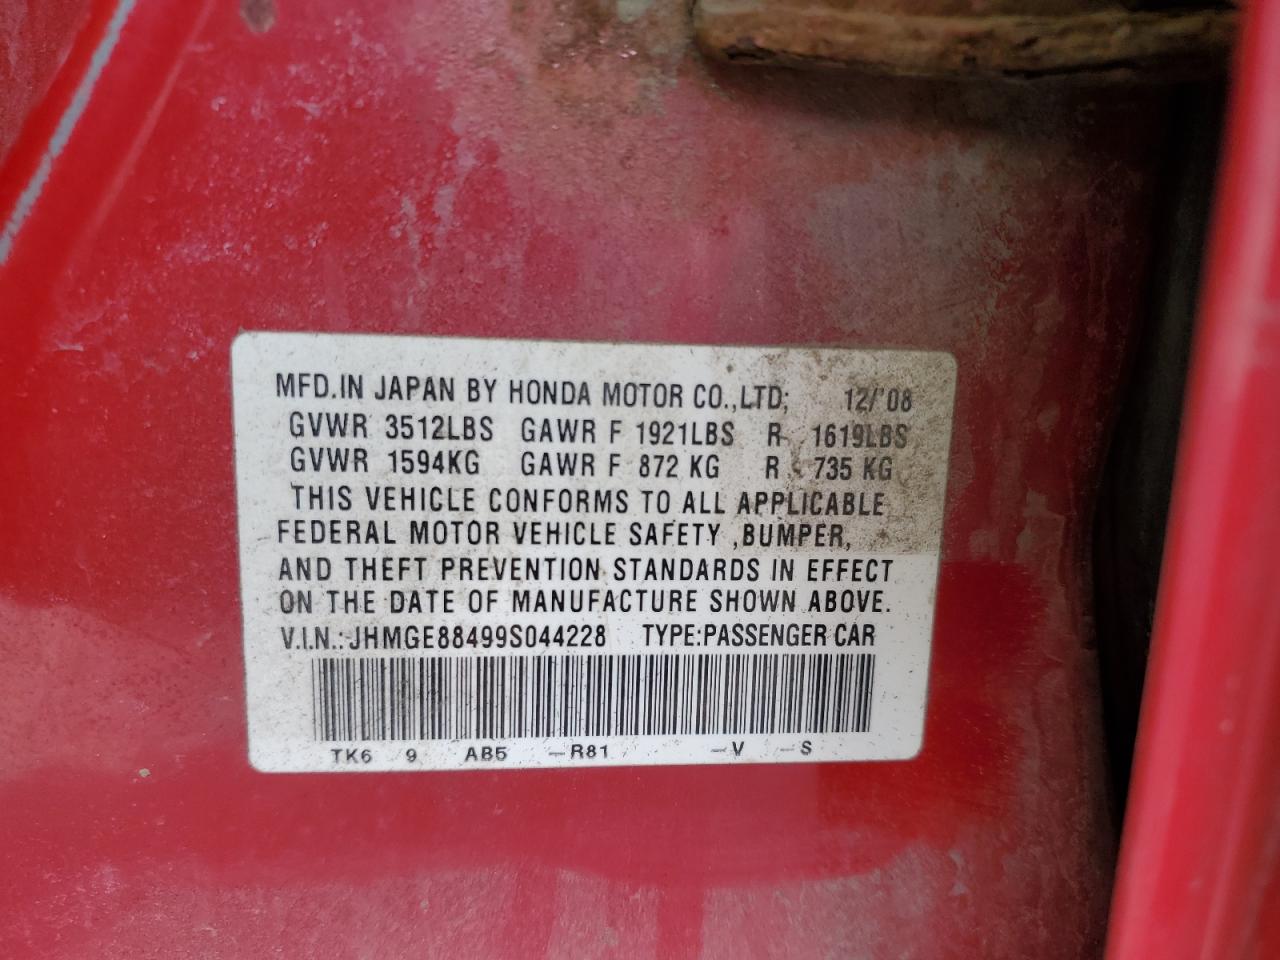 MFD.IN JAPAN BY HONDA MOTOR CO.,LTD; 12/'08
GVWR 3512LBS GAWR F 1921LBS R 1619LBS
GVWR 1594KG GAWR F 872 KG R 735 KG
THIS VEHICLE CONFORMS TO ALL APPLICABLE
FEDERAL MOTOR VEHICLE SAFETY ,BUMPER,
AND THEFT PREVENTION STANDARDS IN EFFECT
ON THE DATE OF MANUFACTURE SHOWN ABOVE.
V.I.N.:JHMGE88499S044228 TYPE:PASSENGER CAR
TK6 9 AB5 -R81 -V -S